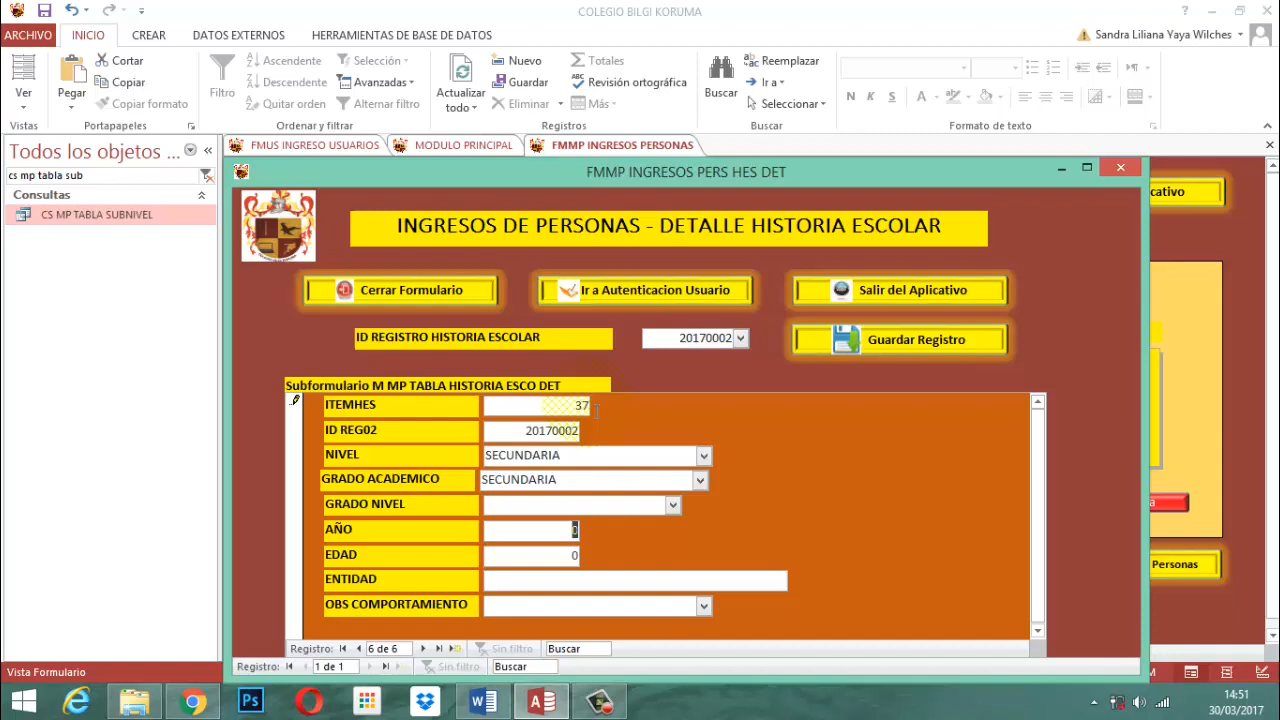 COLEGIO BILGI KORUMA
ARCHIVO INICIO CREAR DATOS EXTERNOS HERRAMIENTAS DE BASE DE DATOS Sandra Liliana Yaya Wilches
Ver
Vistas
Pegar
Cortar
Copiar
Copiar formato
Portapapeles
Filtro
Ascendente
Descendente
Quitar orden
Selección
Avanzadas
Alternar filtro
Ordenar y filtrar
Actualizar todo
Nuevo
Guardar
Eliminar
Totales
Revisión ortográfica
Más
Registros
Buscar
Reemplazar
Ir a
Seleccionar
Buscar
N K S
A
Formato de texto
Todos los objetos ...
cs mp tabla sub
Consultas
CS MP TABLA SUBNIVEL
FMUS INGRESO USUARIOS MODULO PRINCIPAL FMMP INGRESOS PERSONAS
FMMP INGRESOS PERS HES DET
INGRESOS DE PERSONAS - DETALLE HISTORIA ESCOLAR
Cerrar Formulario Ir a Autenticacion Usuario Salir del Aplicativo
ID REGISTRO HISTORIA ESCOLAR 20170002 Guardar Registro
Subformulario M MP TABLA HISTORIA ESCO DET
ITEMHES 37
ID REG02 20170002
NIVEL SECUNDARIA
GRADO ACADEMICO SECUNDARIA
GRADO NIVEL
AÑO 0
EDAD 0
ENTIDAD
OBS COMPORTAMIENTO
Registro: 6 de 6 Sin filtro Buscar
Registro: 1 de 1 Sin filtro Buscar
cativo
a
Personas
Vista Formulario
M
14:51
30/03/2017